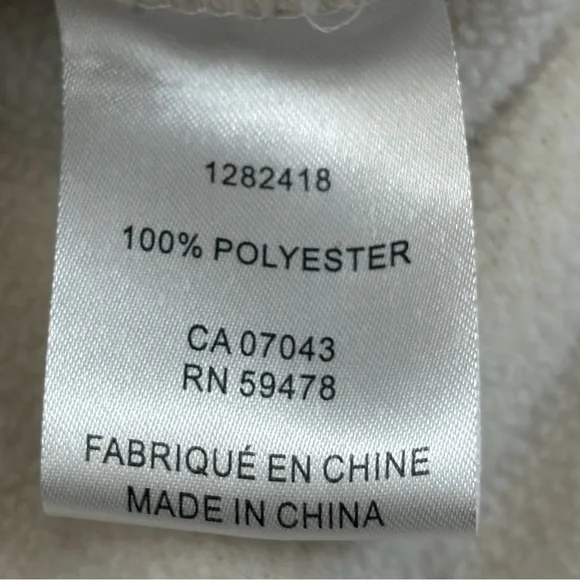 1282418
100% POLYESTER
CA 07043
RN 59478
FABRIQUÉ EN CHINE
MADE IN CHINA